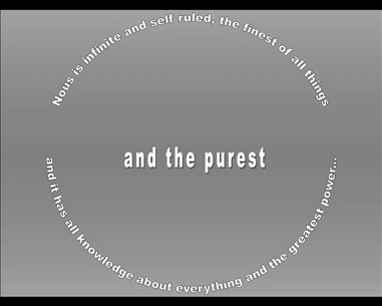 Nous is infinite and self ruled, the finest of all things
and the purest
and it has all knowledge about everything and the greatest power...